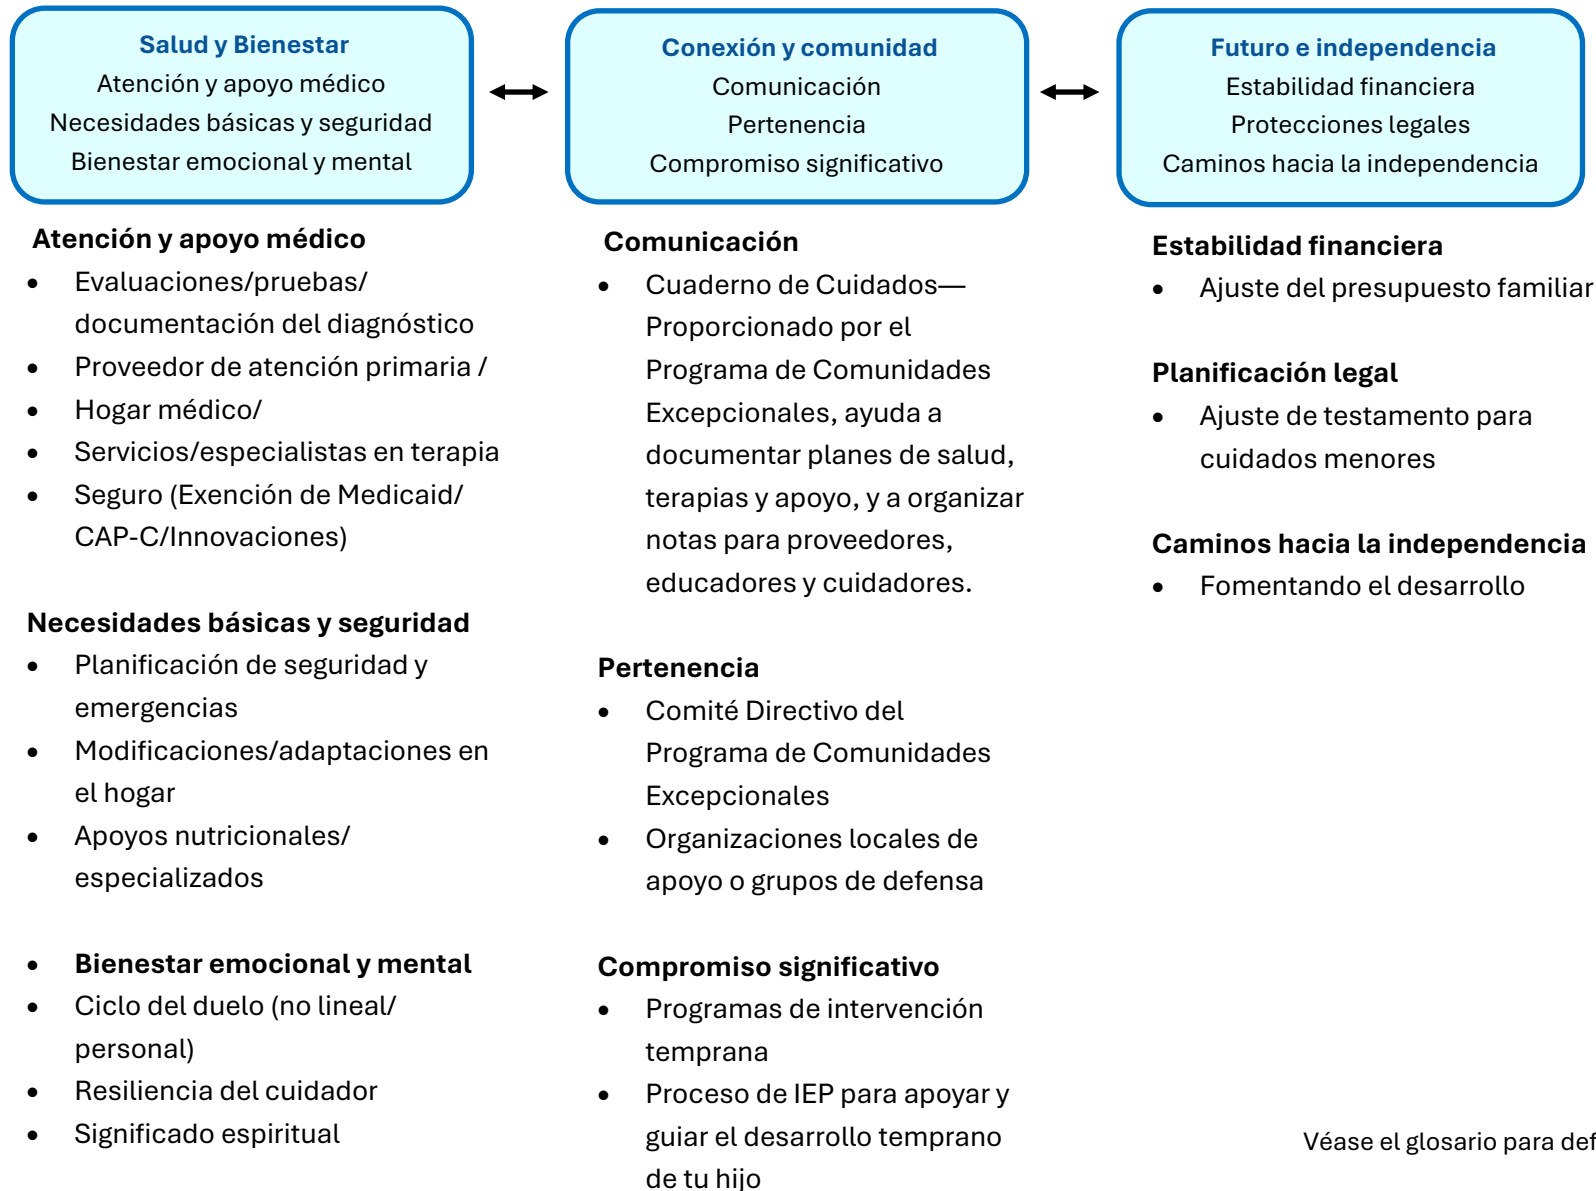 Salud y Bienestar
Atención y apoyo médico
Necesidades básicas y seguridad
Bienestar emocional y mental
Conexión y comunidad
Comunicación
Pertenencia
Compromiso significativo
Futuro e independencia
Estabilidad financiera
Protecciones legales
Caminos hacia la independencia
Atención y apoyo médico
• Evaluaciones/pruebas/
documentación del diagnóstico
• Proveedor de atención primaria /
• Hogar médico/
• Servicios/especialistas en terapia
• Seguro (Exención de Medicaid/
CAP-C/Innovaciones)
Necesidades básicas y seguridad
• Planificación de seguridad y
emergencias
• Modificaciones/adaptaciones en
el hogar
• Apoyos nutricionales/
especializados
• Bienestar emocional y mental
• Ciclo del duelo (no lineal/
personal)
• Resiliencia del cuidador
• Significado espiritual
Comunicación
• Cuaderno de Cuidados—
Proporcionado por el
Programa de Comunidades
Excepcionales, ayuda a
documentar planes de salud,
terapias y apoyo, y a organizar
notas para proveedores,
educadores y cuidadores.
Pertenencia
• Comité Directivo del
Programa de Comunidades
Excepcionales
• Organizaciones locales de
apoyo o grupos de defensa
Compromiso significativo
• Programas de intervención
temprana
• Proceso de IEP para apoyar y
guiar el desarrollo temprano
de tu hijo
Estabilidad financiera
• Ajuste del presupuesto familiar
Planificación legal
• Ajuste de testamento para
cuidados menores
Caminos hacia la independencia
• Fomentando el desarrollo
Véase el glosario para def